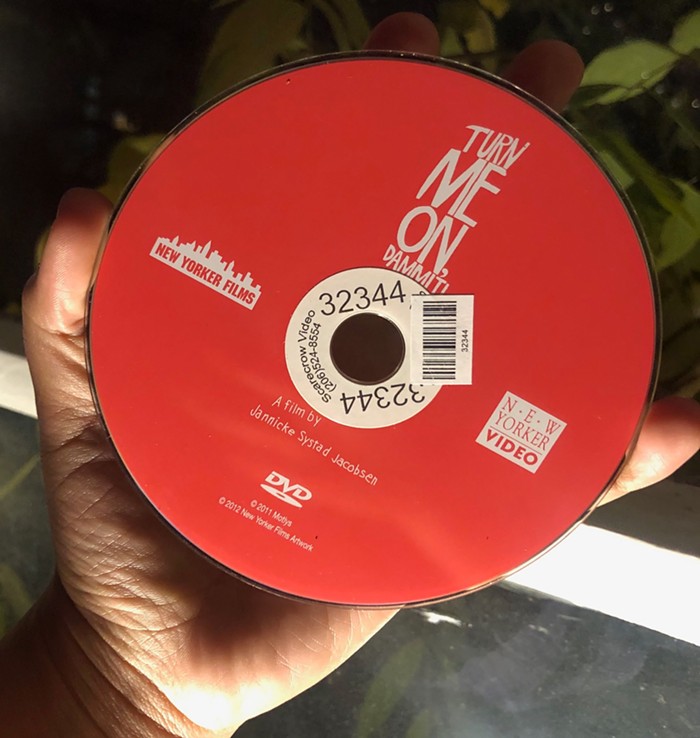 TURN
ME
ON,
DAMMIT!
NEW YORKER FILMS
32344
Scarecrow Video
(206)524-8554
32344
32344
A film by
Jannicke Systad Jacobsen
N·E·W
YORKER
VIDEO
DVD
© 2011 Motlys
© 2012 New Yorker Films Artwork